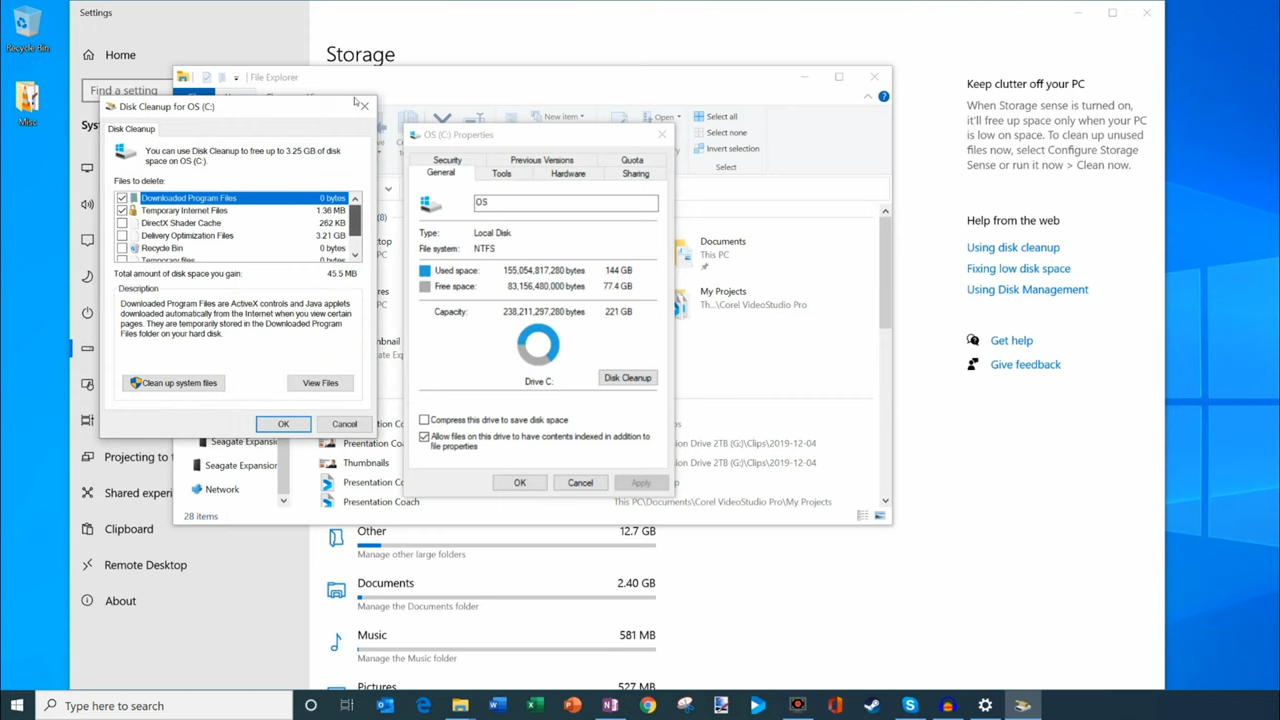 Settings
Recycle Bin
Misc
Home
Find a setting
Storage
Projecting to
Shared experi
Clipboard
Remote Desktop
About
Disk Cleanup for OS (C:)
Disk Cleanup
You can use Disk Cleanup to free up to 3.25 GB of disk
space on OS (C:).
Files to delete:
Downloaded Program Files 0 bytes
Temporary Internet Files 1.36 MB
DirectX Shader Cache 262 KB
Delivery Optimization Files 3.21 GB
Recycle Bin 0 bytes
Temporary files
Total amount of disk space you gain: 45.5 MB
Description
Downloaded Program Files are ActiveX controls and Java applets
downloaded automatically from the Internet when you view certain
pages. They are temporarily stored in the Downloaded Program
Files folder on your hard disk.
Clean up system files View Files
OK Cancel
File Explorer
New item
Open
Select all
Select none
Invert selection
Select
OS (C:) Properties
Security Previous Versions Quota
General Tools Hardware Sharing
OS
Type: Local Disk
File system: NTFS
Used space: 155,054,817,280 bytes 144 GB
Free space: 83,156,480,000 bytes 77.4 GB
Capacity: 238,211,297,280 bytes 221 GB
Drive C: Disk Cleanup
Compress this drive to save disk space
Allow files on this drive to have contents indexed in addition to
file properties
OK Cancel Apply
Documents
This PC
My Projects
Th...\Corel VideoStudio Pro
Drive 2TB (G:)\Clips\2019-12-04
Thumbnails
Drive 2TB (G:)\Clips\2019-12-04
Presentation Coach
Presentation Coach
This PC\Documents\Corel VideoStudio Pro\My Projects
Seagate Expansion
Seagate Expansion
Network
28 items
Other 12.7 GB
Manage other large folders
Documents 2.40 GB
Manage the Documents folder
Music 581 MB
Manage the Music folder
Pictures 527 MB
Keep clutter off your PC
When Storage sense is turned on,
it'll free up space only when your PC
is low on space. To clean up unused
files now, select Configure Storage
Sense or run it now > Clean now.
Help from the web
Using disk cleanup
Fixing low disk space
Using Disk Management
Get help
Give feedback
Type here to search